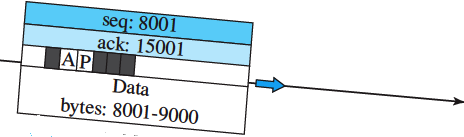 seq: 8001
ack: 15001
A P
Data
bytes: 8001-9000